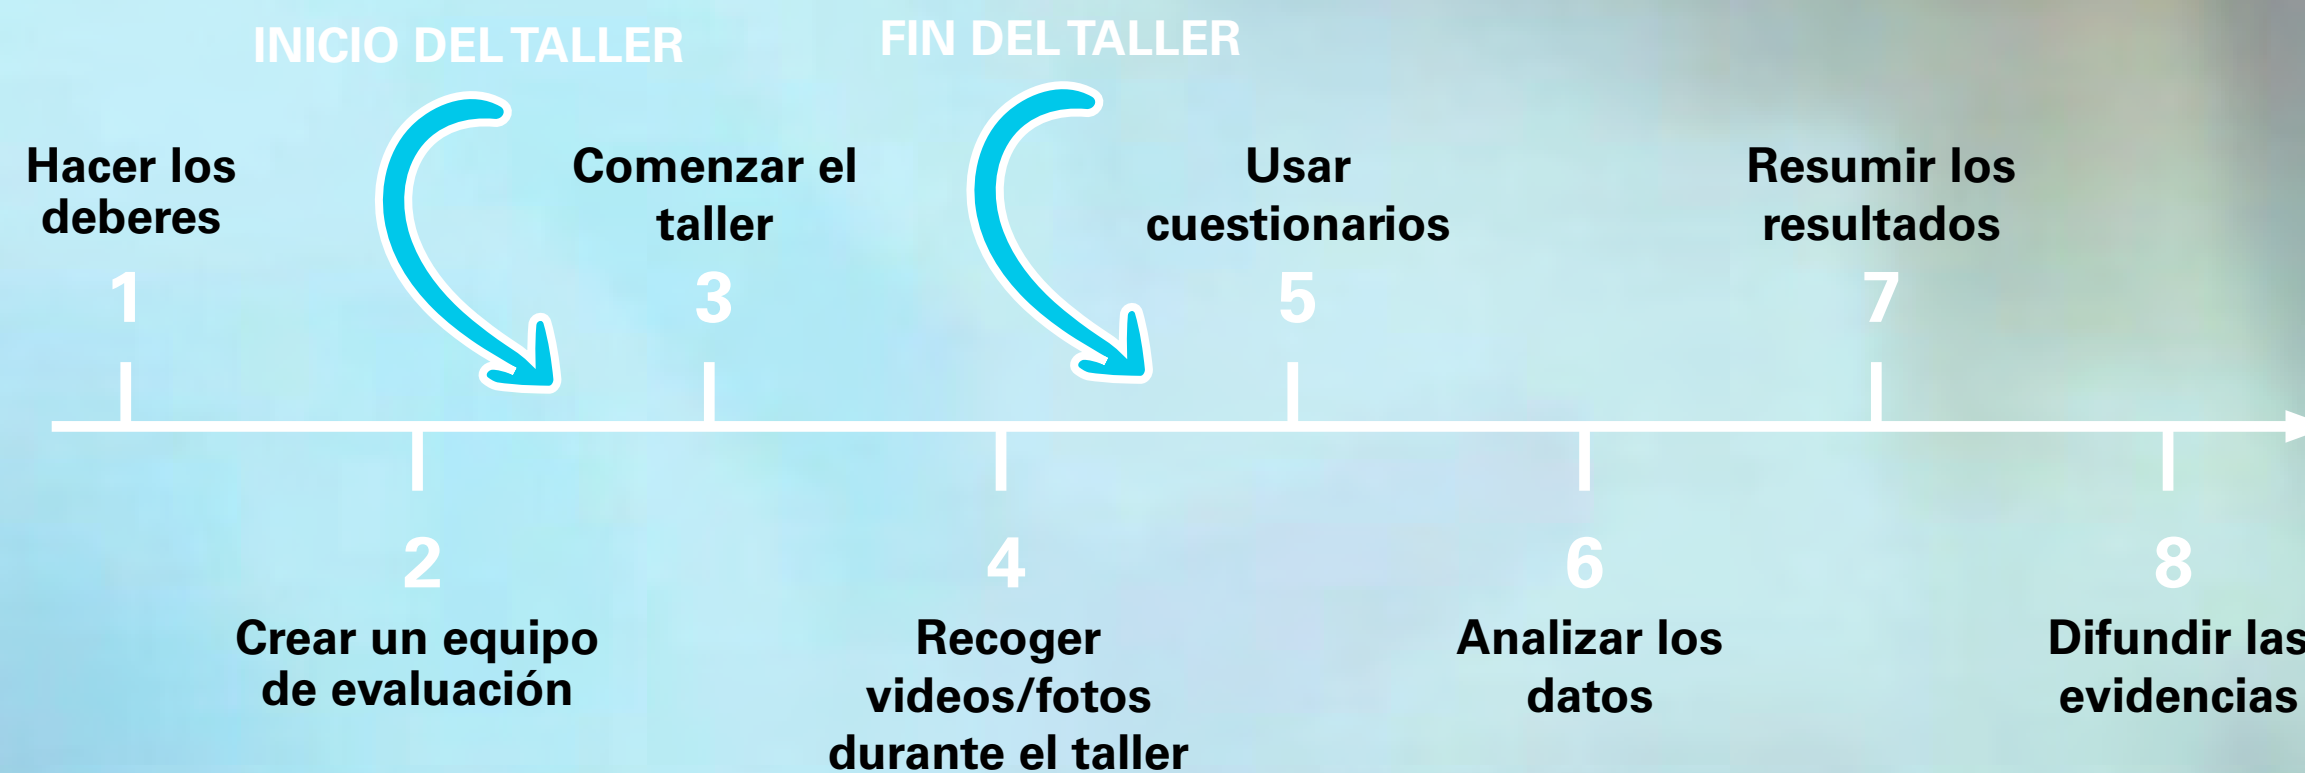 INICIO DEL TALLER
FIN DEL TALLER
Hacer los
deberes
1
Comenzar el
taller
3
Usar
cuestionarios
5
Resumir los
resultados
7
2
Crear un equipo
de evaluación
4
Recoger
videos/fotos
durante el taller
6
Analizar los
datos
8
Difundir las
evidencias